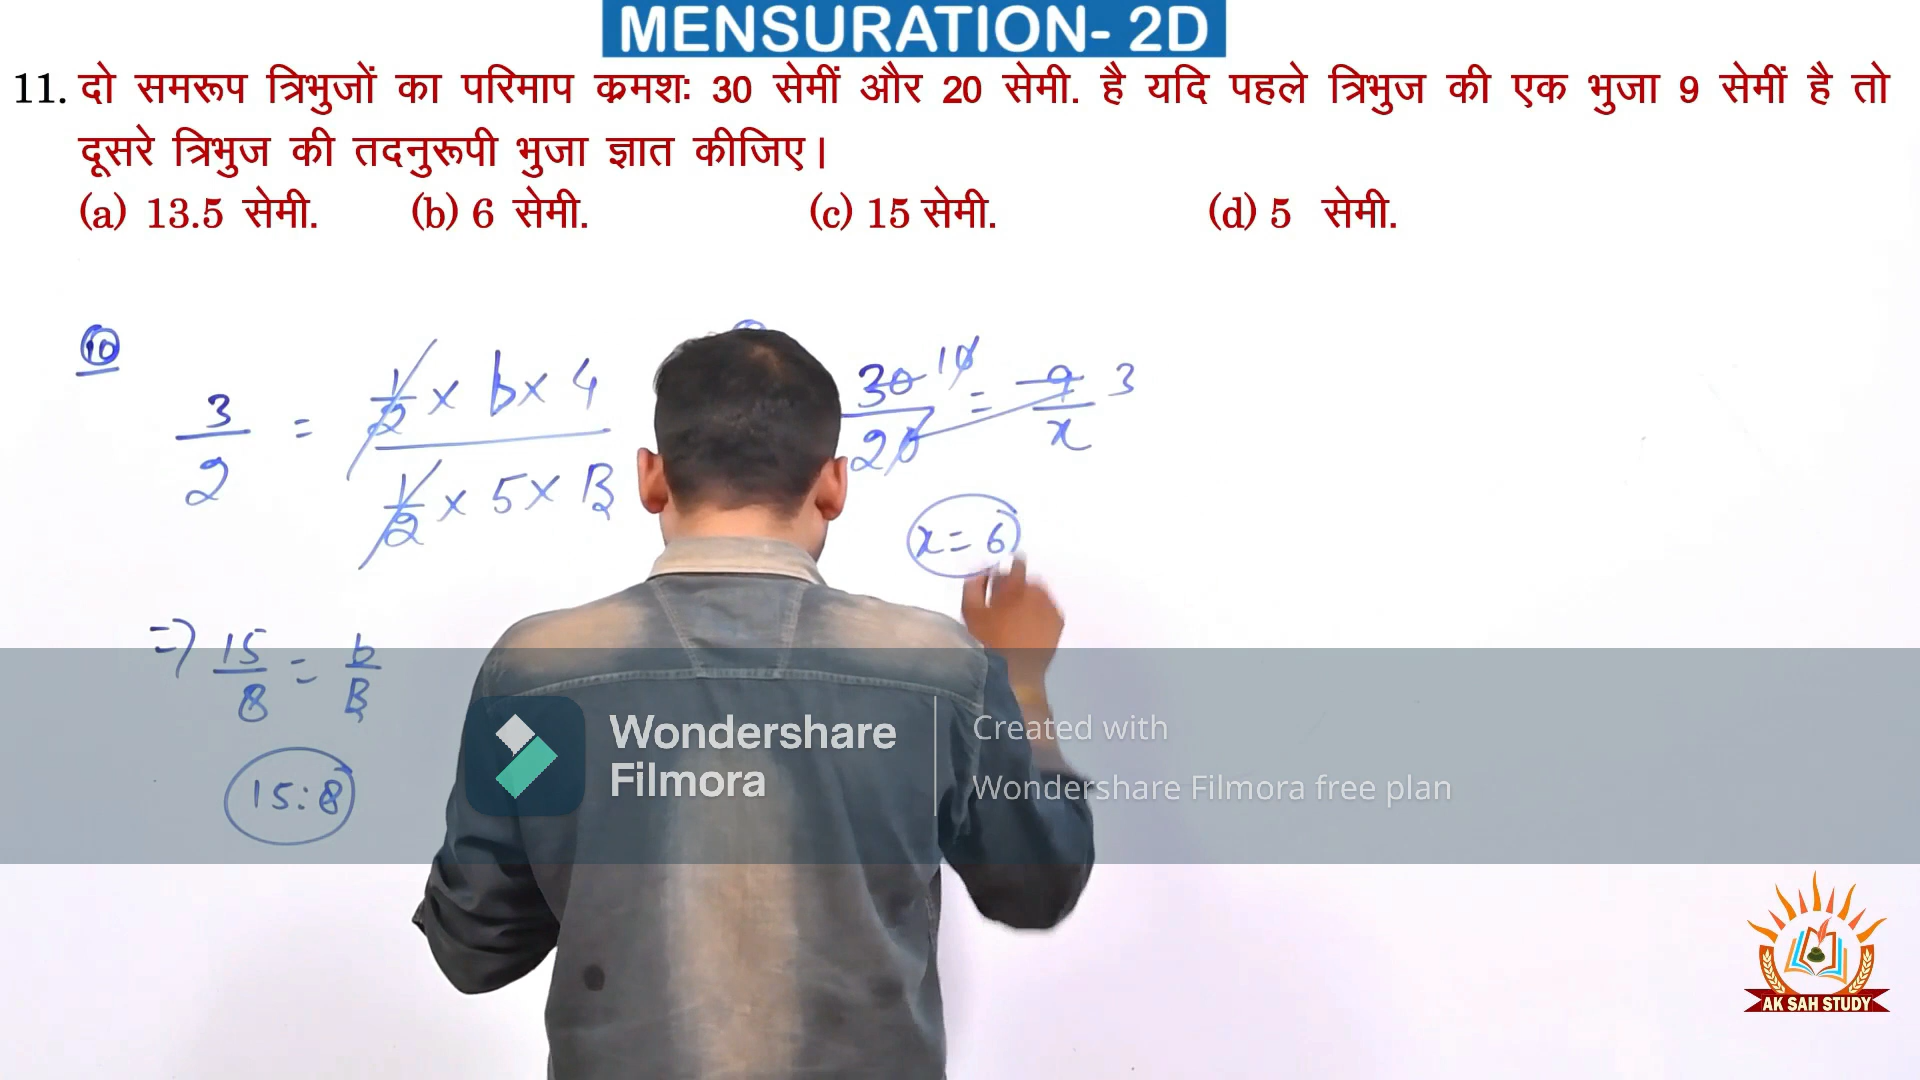 MENSURATION- 2D
11. दो समरूप त्रिभुजों का परिमाप क्रमशः 30 सेमीं और 20 सेमी. है यदि पहले त्रिभुज की एक भुजा 9 सेमीं है तो
दूसरे त्रिभुज की तदनुरूपी भुजा ज्ञात कीजिए।
(a) 13.5 सेमी. (b) 6 सेमी. (c) 15 सेमी. (d) 5 सेमी.
10
3/2 = 1/2 × b × 4 / 1/2 × 5 × B
⇒ 15/8 = b/B
15:8
30/20 10 = 9/x 3
x = 6
Wondershare
Filmora
Created with
Wondershare Filmora free plan
AK SAH STUDY